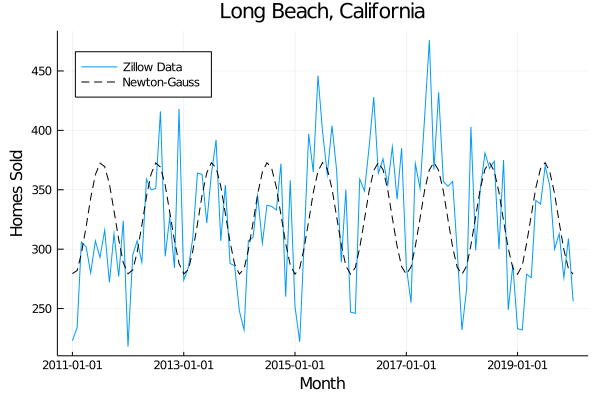 Long Beach, California
Zillow Data
Newton-Gauss
Homes Sold
450
400
350
300
250
2011-01-01 2013-01-01 2015-01-01 2017-01-01 2019-01-01
Month